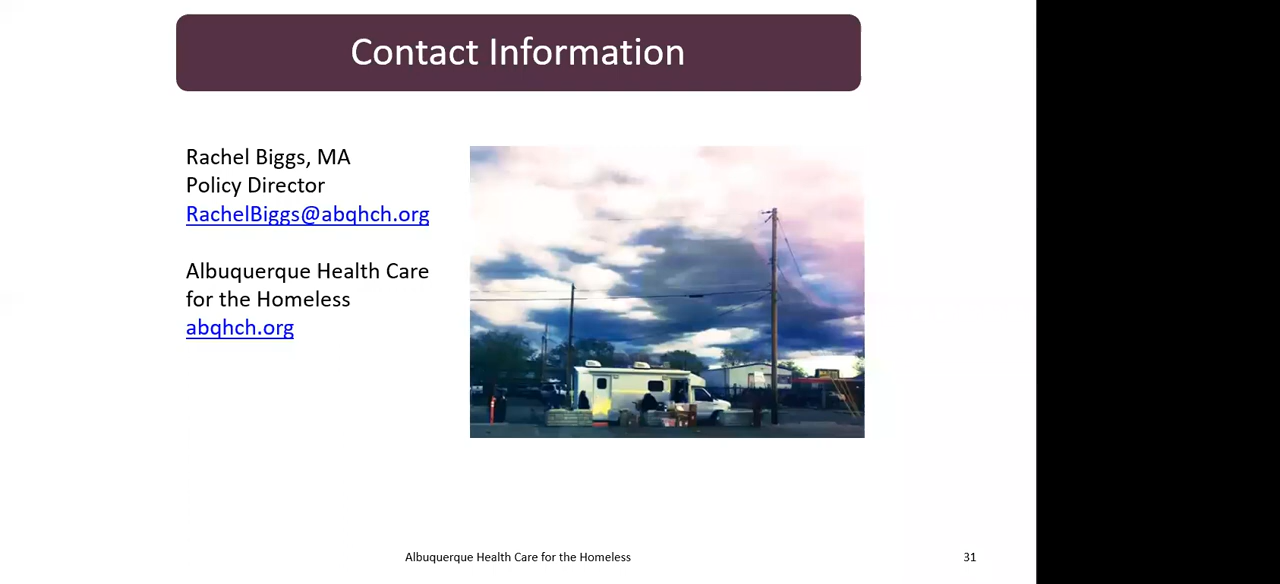 Contact Information
Rachel Biggs, MA
Policy Director
RachelBiggs@abqhch.org
Albuquerque Health Care
for the Homeless
abqhch.org
Albuquerque Health Care for the Homeless
31